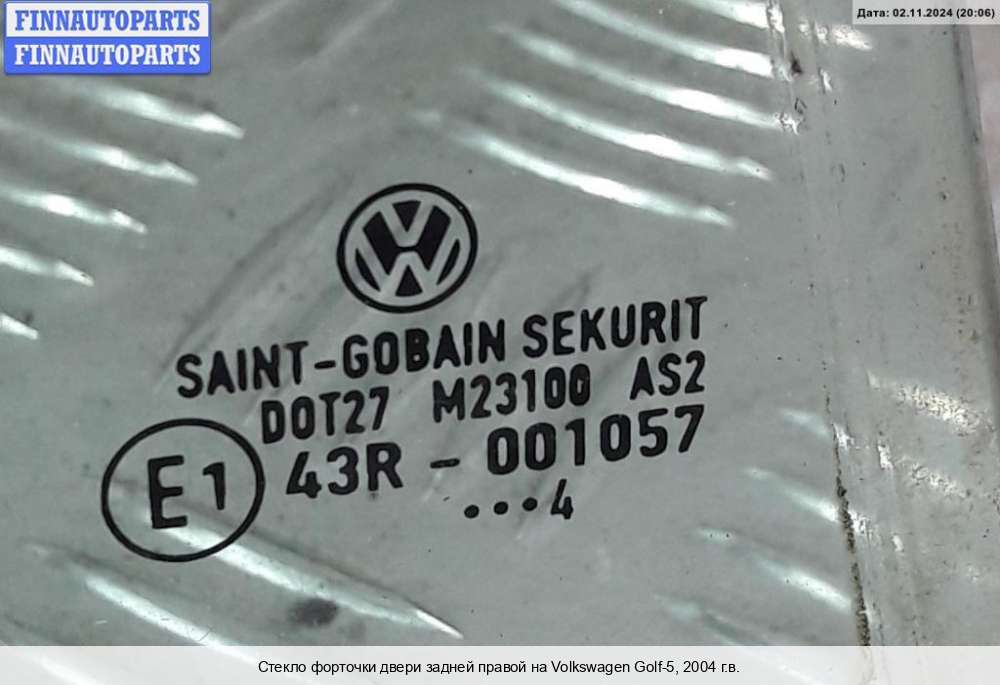 FINNAUTOPARTS
FINNAUTOPARTS
Дата: 02.11.2024 (20:06)
SAINT-GOBAIN SEKURIT
DOT27 M23100 AS2
E1 43R - 001057
...4
Стекло форточки двери задней правой на Volkswagen Golf-5, 2004 г.в.